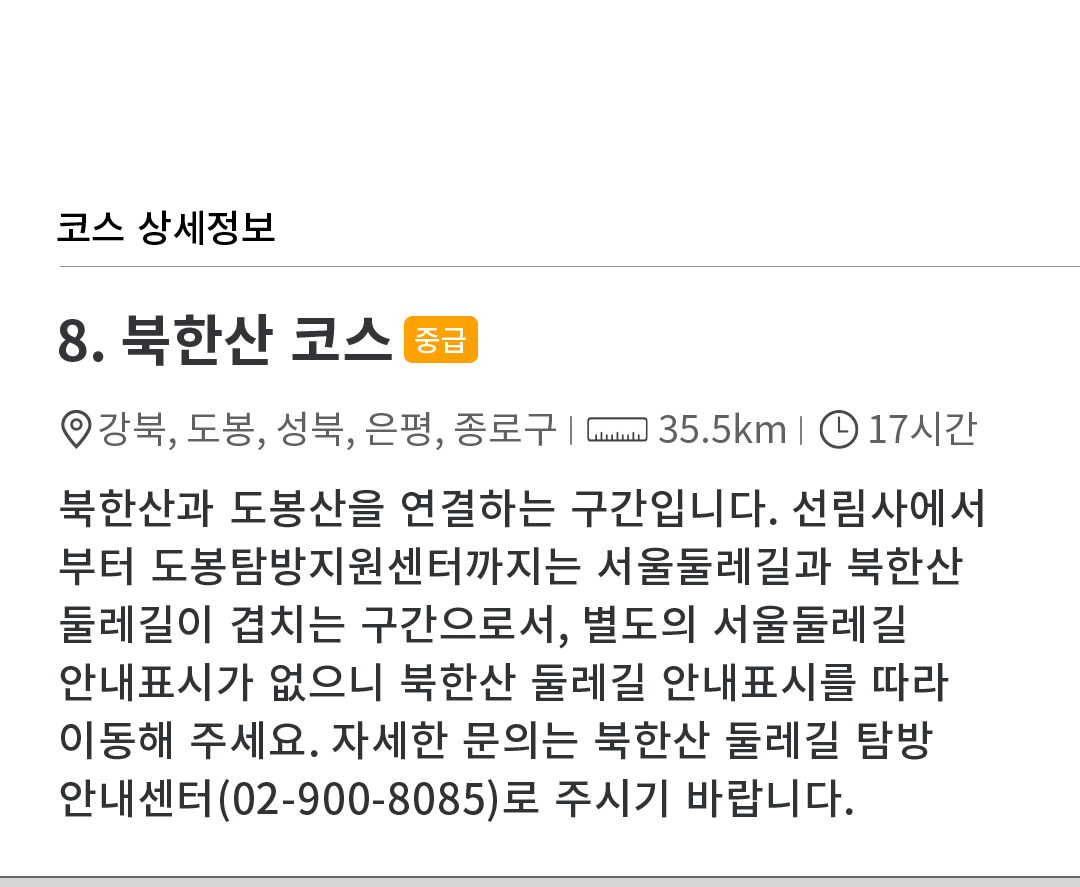 코스 상세정보
8. 북한산 코스 중급
강북, 도봉, 성북, 은평, 종로구 | 35.5km | 17시간
북한산과 도봉산을 연결하는 구간입니다. 선림사에서
부터 도봉탐방지원센터까지는 서울둘레길과 북한산
둘레길이 겹치는 구간으로서, 별도의 서울둘레길
안내표시가 없으니 북한산 둘레길 안내표시를 따라
이동해 주세요. 자세한 문의는 북한산 둘레길 탐방
안내센터(02-900-8085)로 주시기 바랍니다.